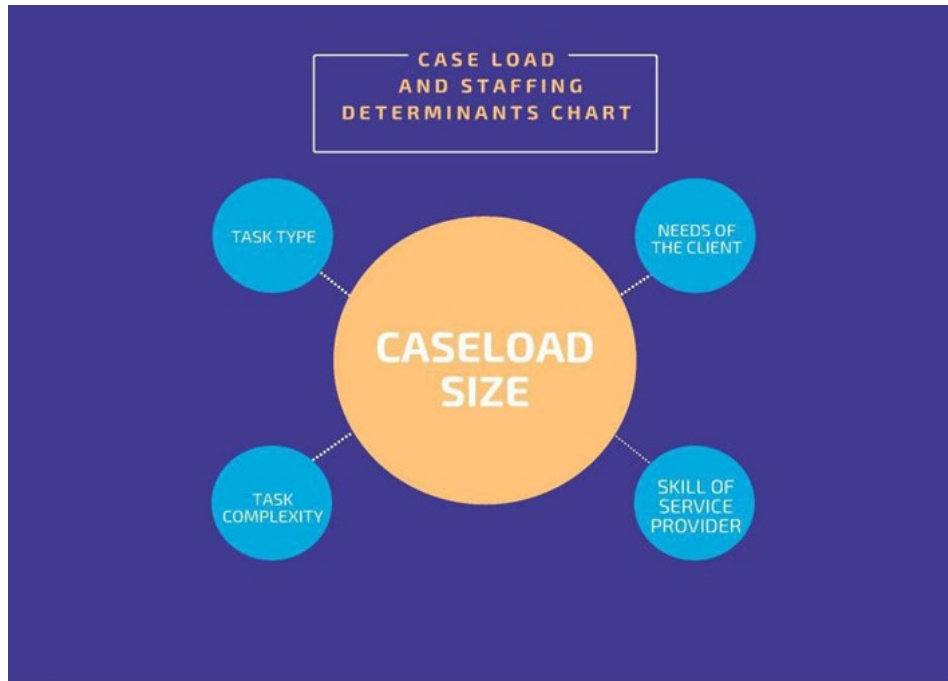 CASE LOAD
AND STAFFING
DETERMINANTS CHART
TASK TYPE
NEEDS OF
THE CLIENT
CASELOAD
SIZE
TASK
COMPLEXITY
SKILL OF
SERVICE
PROVIDER